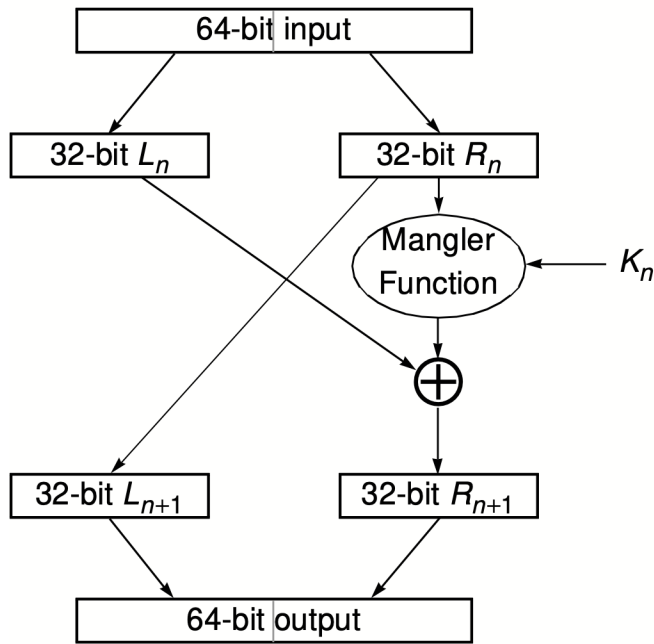 64-bit input
32-bit Lₙ
32-bit Rₙ
Mangler
Function
Kₙ
32-bit Lₙ₊₁
32-bit Rₙ₊₁
64-bit output